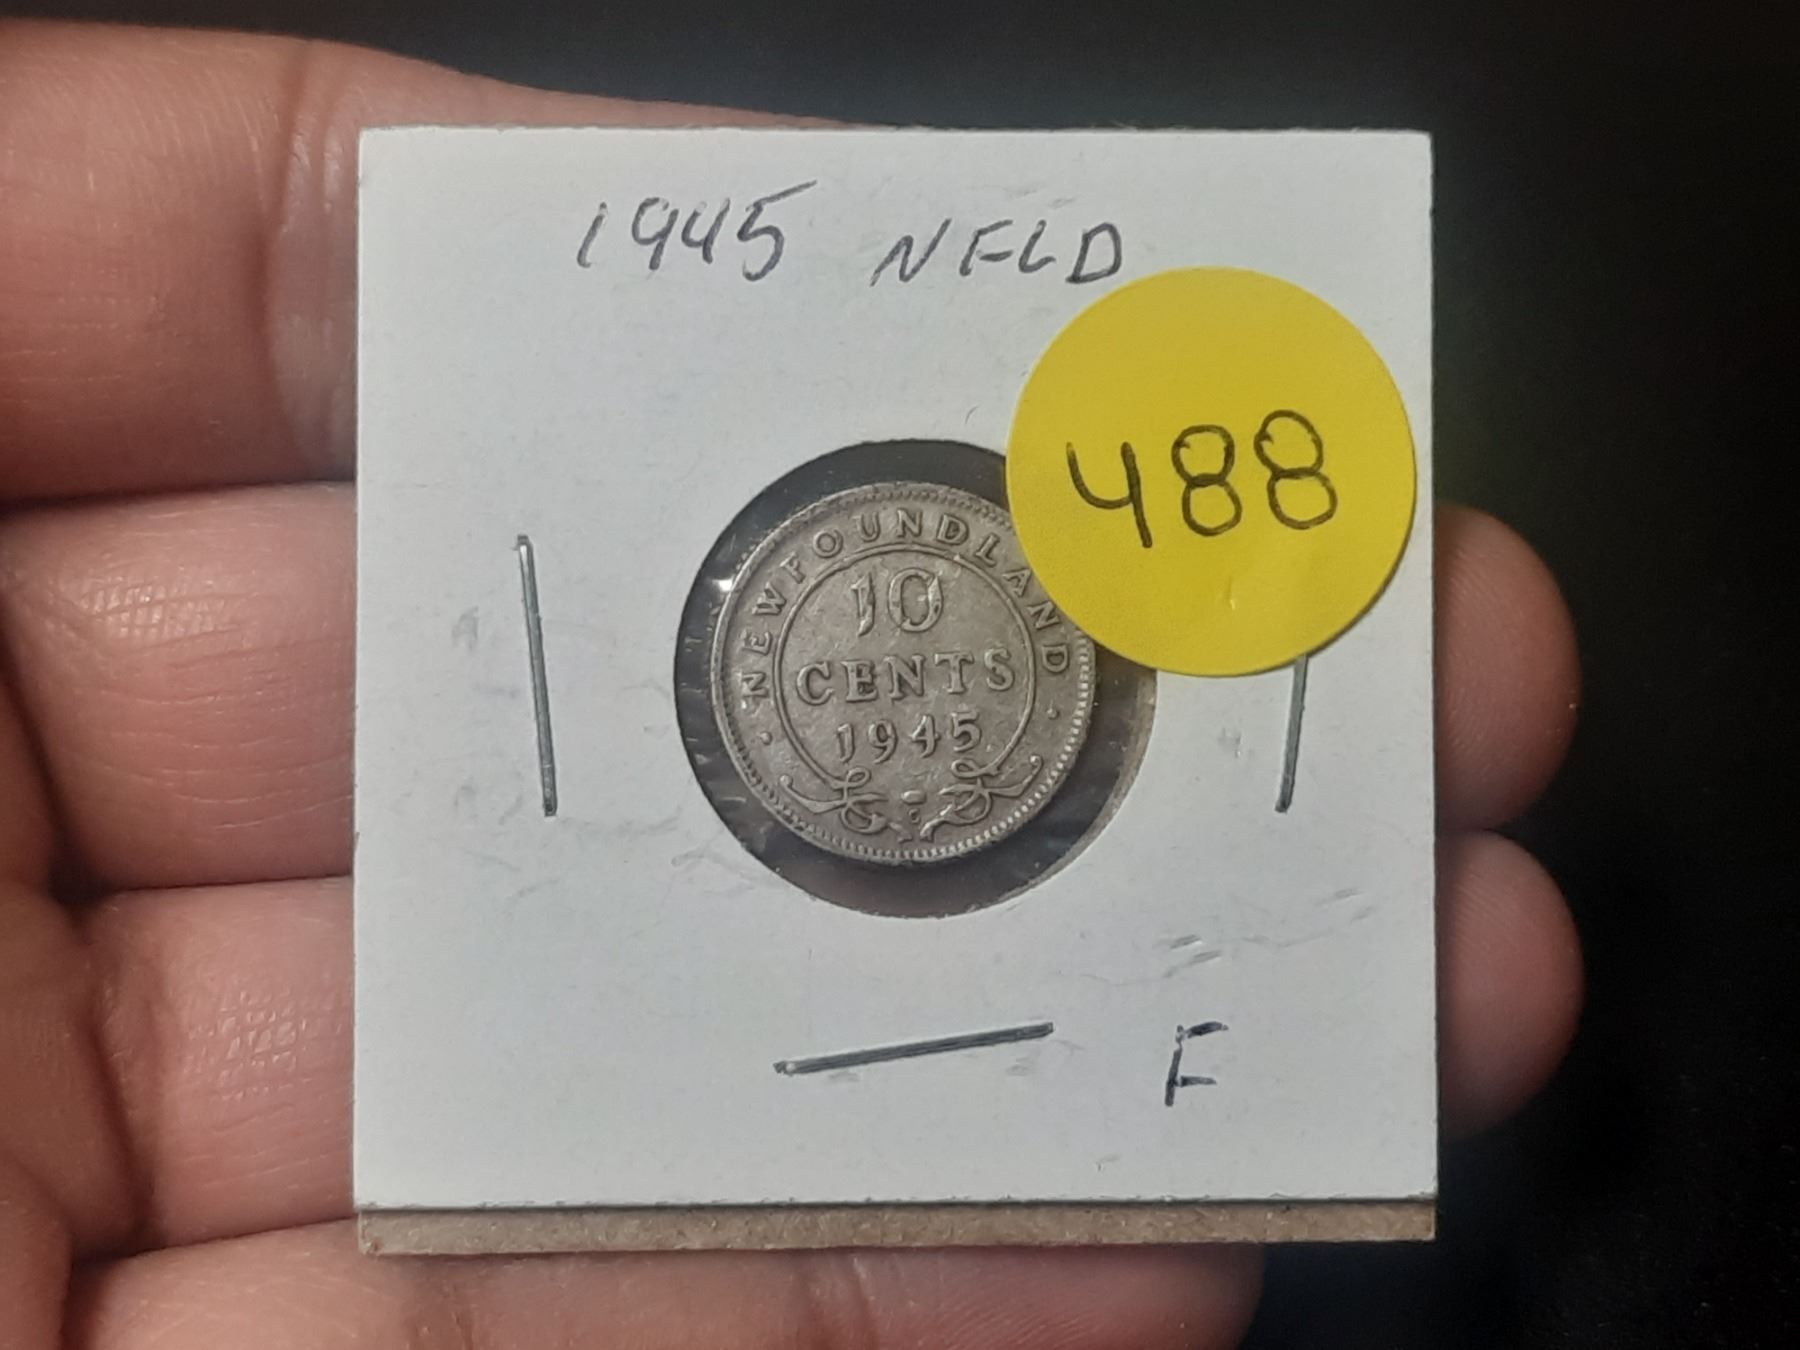 1945 NFLD
488
NEWFOUNDLAND
10
CENTS
1945
C
F